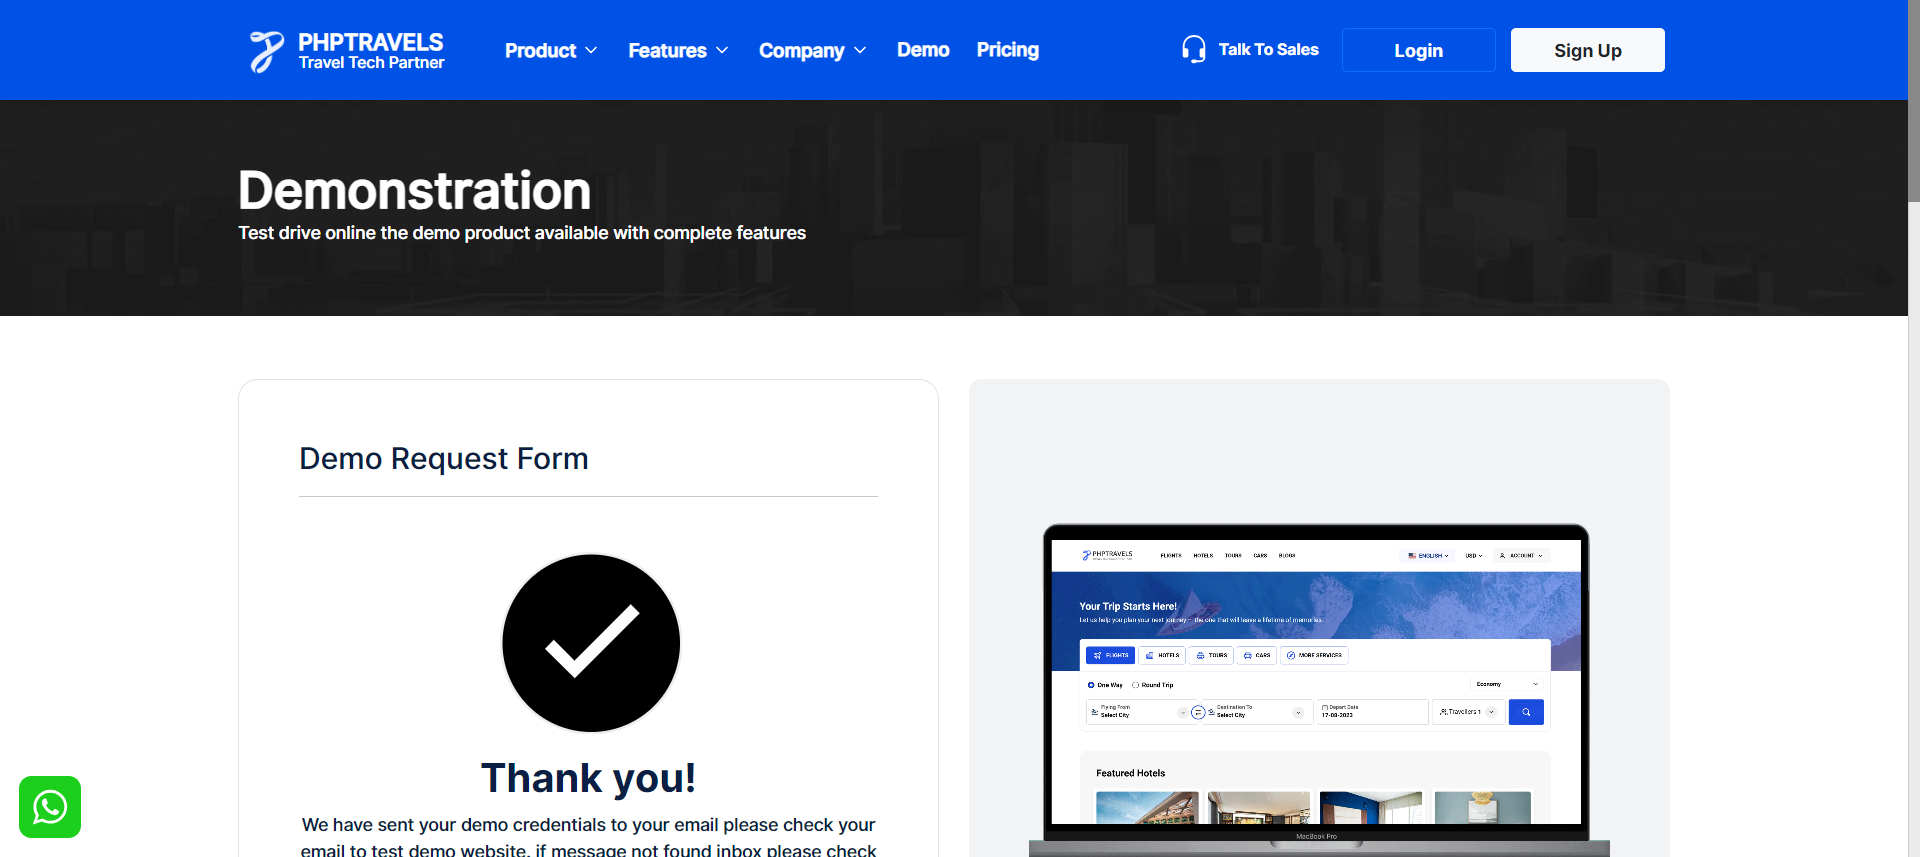 PHPTRAVELS
Travel Tech Partner
Product
Features
Company
Demo
Pricing
Talk To Sales
Login
Sign Up
Demonstration
Test drive online the demo product available with complete features
Demo Request Form
Thank you!
We have sent your demo credentials to your email please check your
email to test demo website. if message not found inbox please check
PHPTRAVELS
FLIGHTS
HOTELS
TOURS
CARS
BLOGS
ENGLISH
USD
ACCOUNT
Your Trip Starts Here!
Let us help you plan your next journey – the one that will leave a lifetime of memories.
FLIGHTS
HOTELS
TOURS
CARS
MORE SERVICES
One Way
Round Trip
Economy
Flying From
Select City
Destination To
Select City
Depart Date
17-08-2023
Travellers 1
Featured Hotels
MacBook Pro